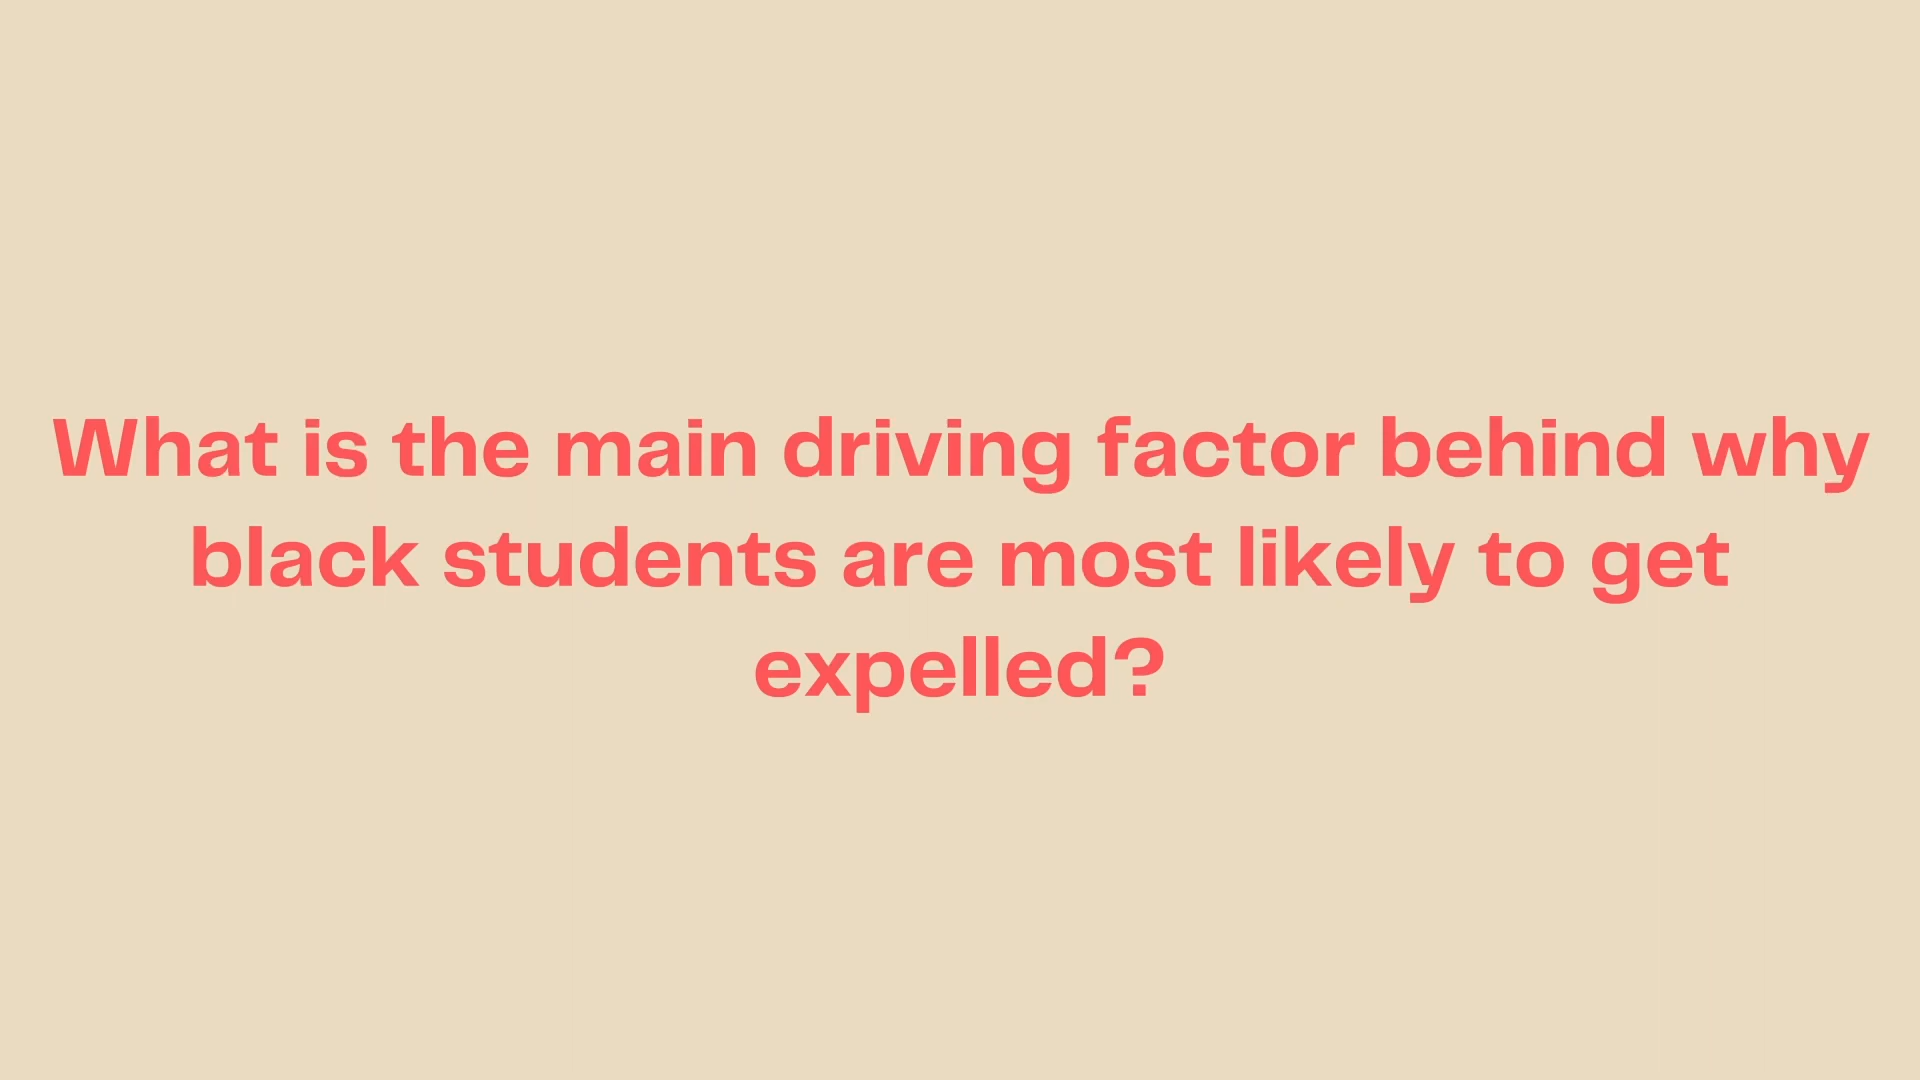 What is the main driving factor behind why
black students are most likely to get
expelled?